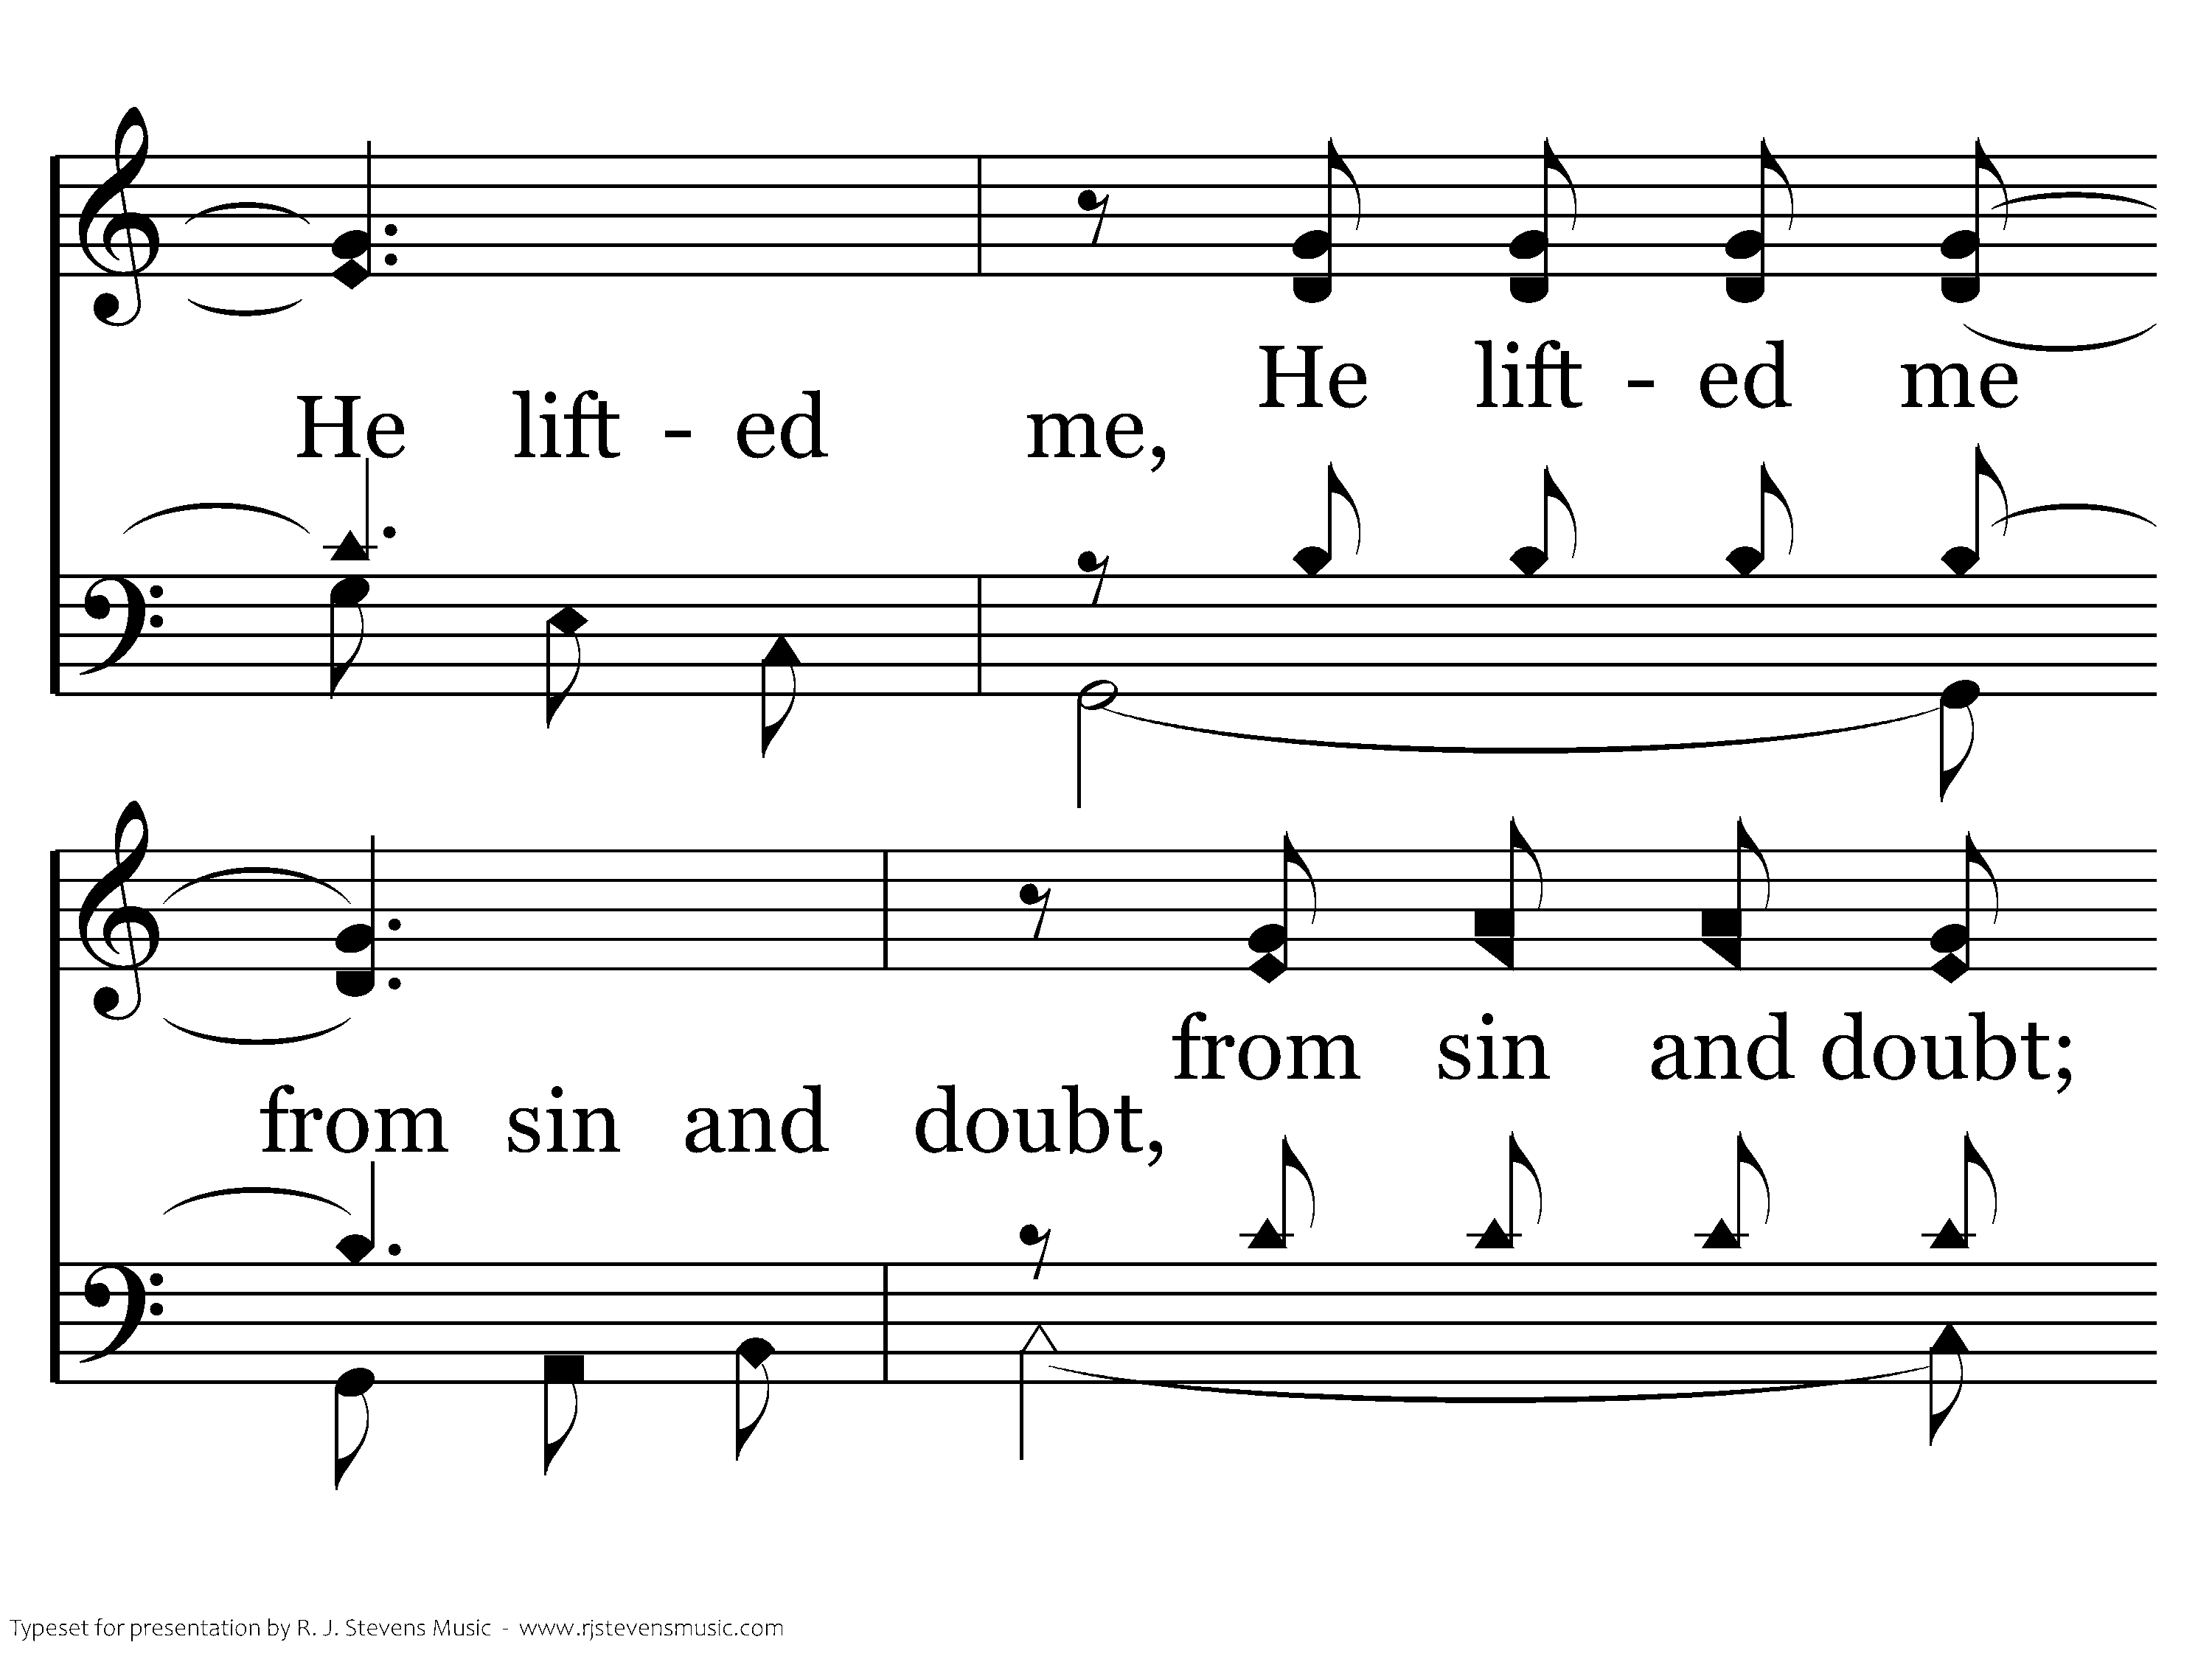 He lift - ed me
He lift - ed me,
from sin and doubt;
from sin and doubt,
Typeset for presentation by R. J. Stevens Music - www.rjstevensmusic.com